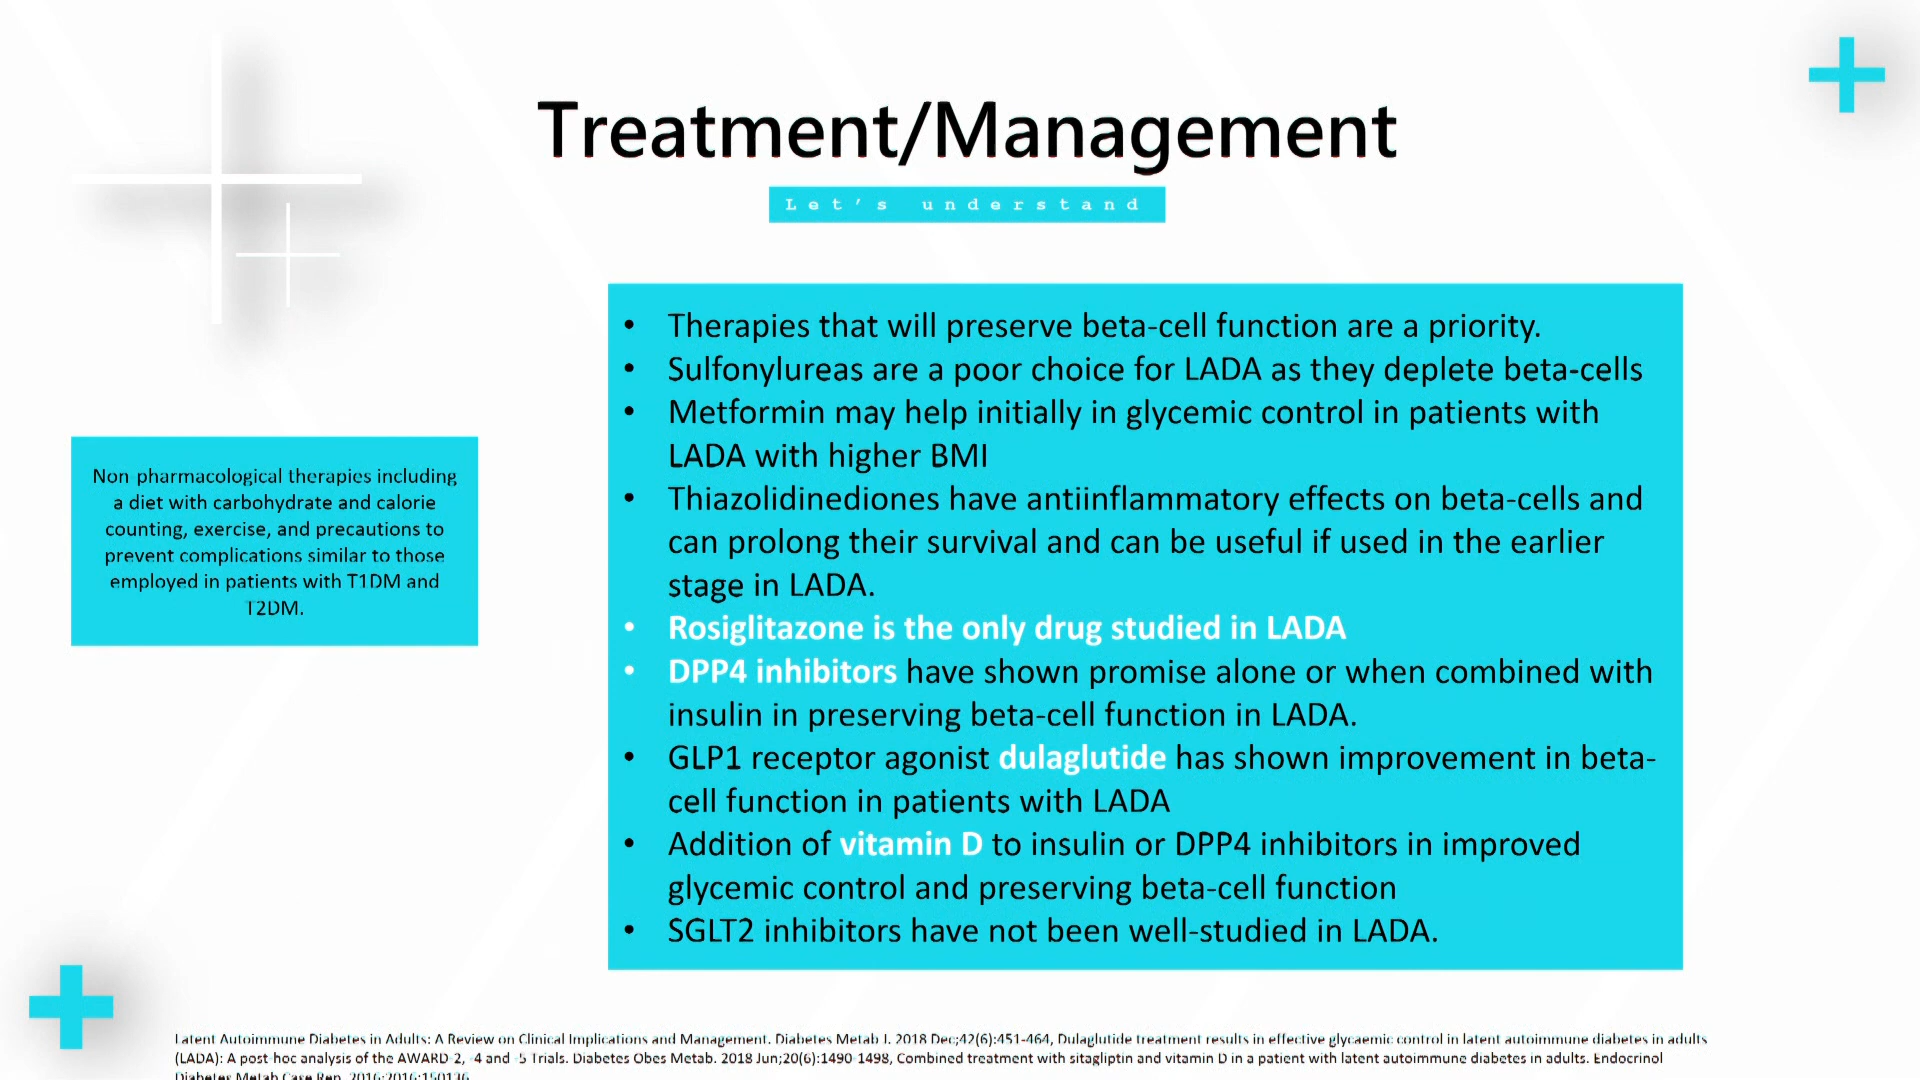 Treatment/Management
Let's understand
Non-pharmacological therapies including
a diet with carbohydrate and calorie
counting, exercise, and precautions to
prevent complications similar to those
employed in patients with T1DM and
T2DM.
• Therapies that will preserve beta-cell function are a priority.
• Sulfonylureas are a poor choice for LADA as they deplete beta-cells
• Metformin may help initially in glycemic control in patients with
LADA with higher BMI
• Thiazolidinediones have antiinflammatory effects on beta-cells and
can prolong their survival and can be useful if used in the earlier
stage in LADA.
• Rosiglitazone is the only drug studied in LADA
• DPP4 inhibitors have shown promise alone or when combined with
insulin in preserving beta-cell function in LADA.
• GLP1 receptor agonist dulaglutide has shown improvement in beta-
cell function in patients with LADA
• Addition of vitamin D to insulin or DPP4 inhibitors in improved
glycemic control and preserving beta-cell function
• SGLT2 inhibitors have not been well-studied in LADA.
Latent Autoimmune Diabetes in Adults: A Review on Clinical Implications and Management. Diabetes Metab J. 2018 Dec;42(6):451-464, Dulaglutide treatment results in effective glycaemic control in latent autoimmune diabetes in adults
(LADA): A post-hoc analysis of the AWARD-2, -4 and -5 Trials. Diabetes Obes Metab. 2018 Jun;20(6):1490-1498, Combined treatment with sitagliptin and vitamin D in a patient with latent autoimmune diabetes in adults. Endocrinol
Diabetes Metab Case Rep. 2016;2016:150136